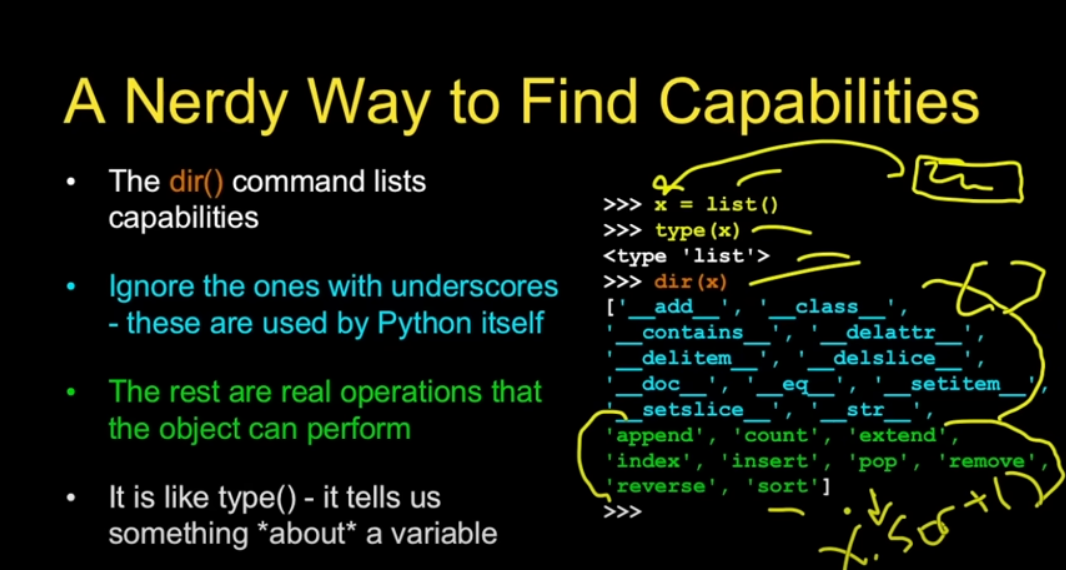 A Nerdy Way to Find Capabilities
• The dir() command lists
capabilities
• Ignore the ones with underscores
- these are used by Python itself
• The rest are real operations that
the object can perform
• It is like type() - it tells us
something *about* a variable
>>> x = list()
>>> type(x)
<type 'list'>
>>> dir(x)
['__add__', '__class__',
'__contains__', '__delattr__',
'__delitem__', '__delslice__',
'__doc__', '__eq__', '__setitem__',
'__setslice__', '__str__',
'append', 'count', 'extend',
'index', 'insert', 'pop', 'remove',
'reverse', 'sort']
>>>
x.sort()